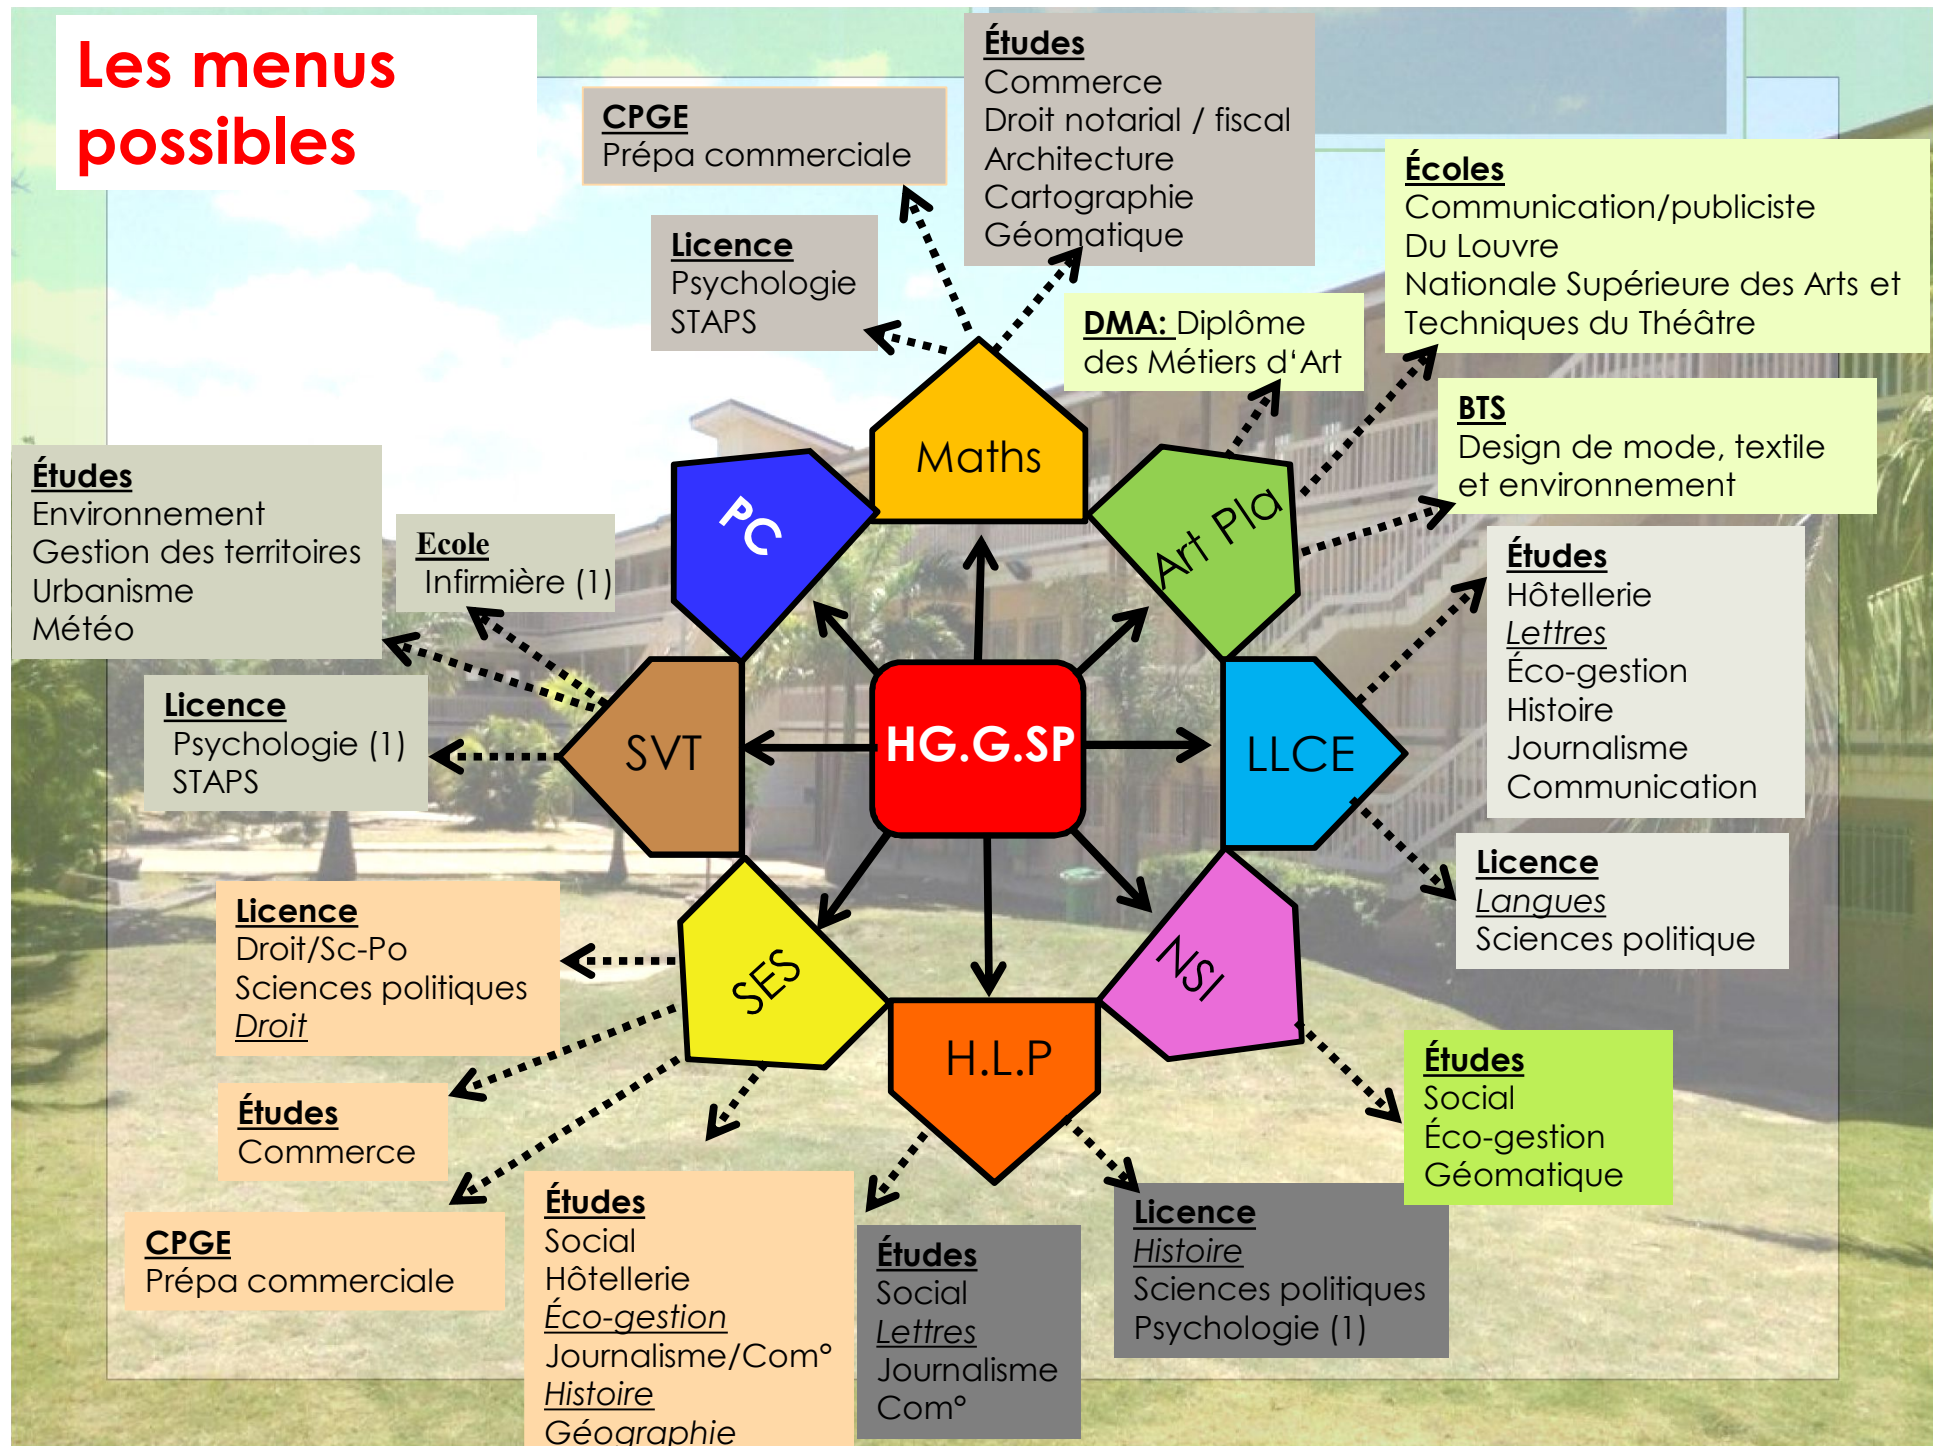 Les menus
possibles
CPGE
Prépa commerciale
Études
Commerce
Droit notarial / fiscal
Architecture
Cartographie
Géomatique
Licence
Psychologie
STAPS
Écoles
Communication/publiciste
Du Louvre
Nationale Supérieure des Arts et
Techniques du Théâtre
DMA: Diplôme
des Métiers d‘Art
BTS
Design de mode, textile
et environnement
Études
Environnement
Gestion des territoires
Urbanisme
Météo
Ecole
Infirmière (1)
Licence
Psychologie (1)
STAPS
Maths
PC
Art Pla
SVT
HG.G.SP
LLCE
SES
H.L.P
NSI
Études
Hôtellerie
Lettres
Éco-gestion
Histoire
Journalisme
Communication
Licence
Langues
Sciences politique
Licence
Droit/Sc-Po
Sciences politiques
Droit
Études
Commerce
CPGE
Prépa commerciale
Études
Social
Hôtellerie
Éco-gestion
Journalisme/Com°
Histoire
Géographie
Études
Social
Lettres
Journalisme
Com°
Licence
Histoire
Sciences politiques
Psychologie (1)
Études
Social
Éco-gestion
Géomatique